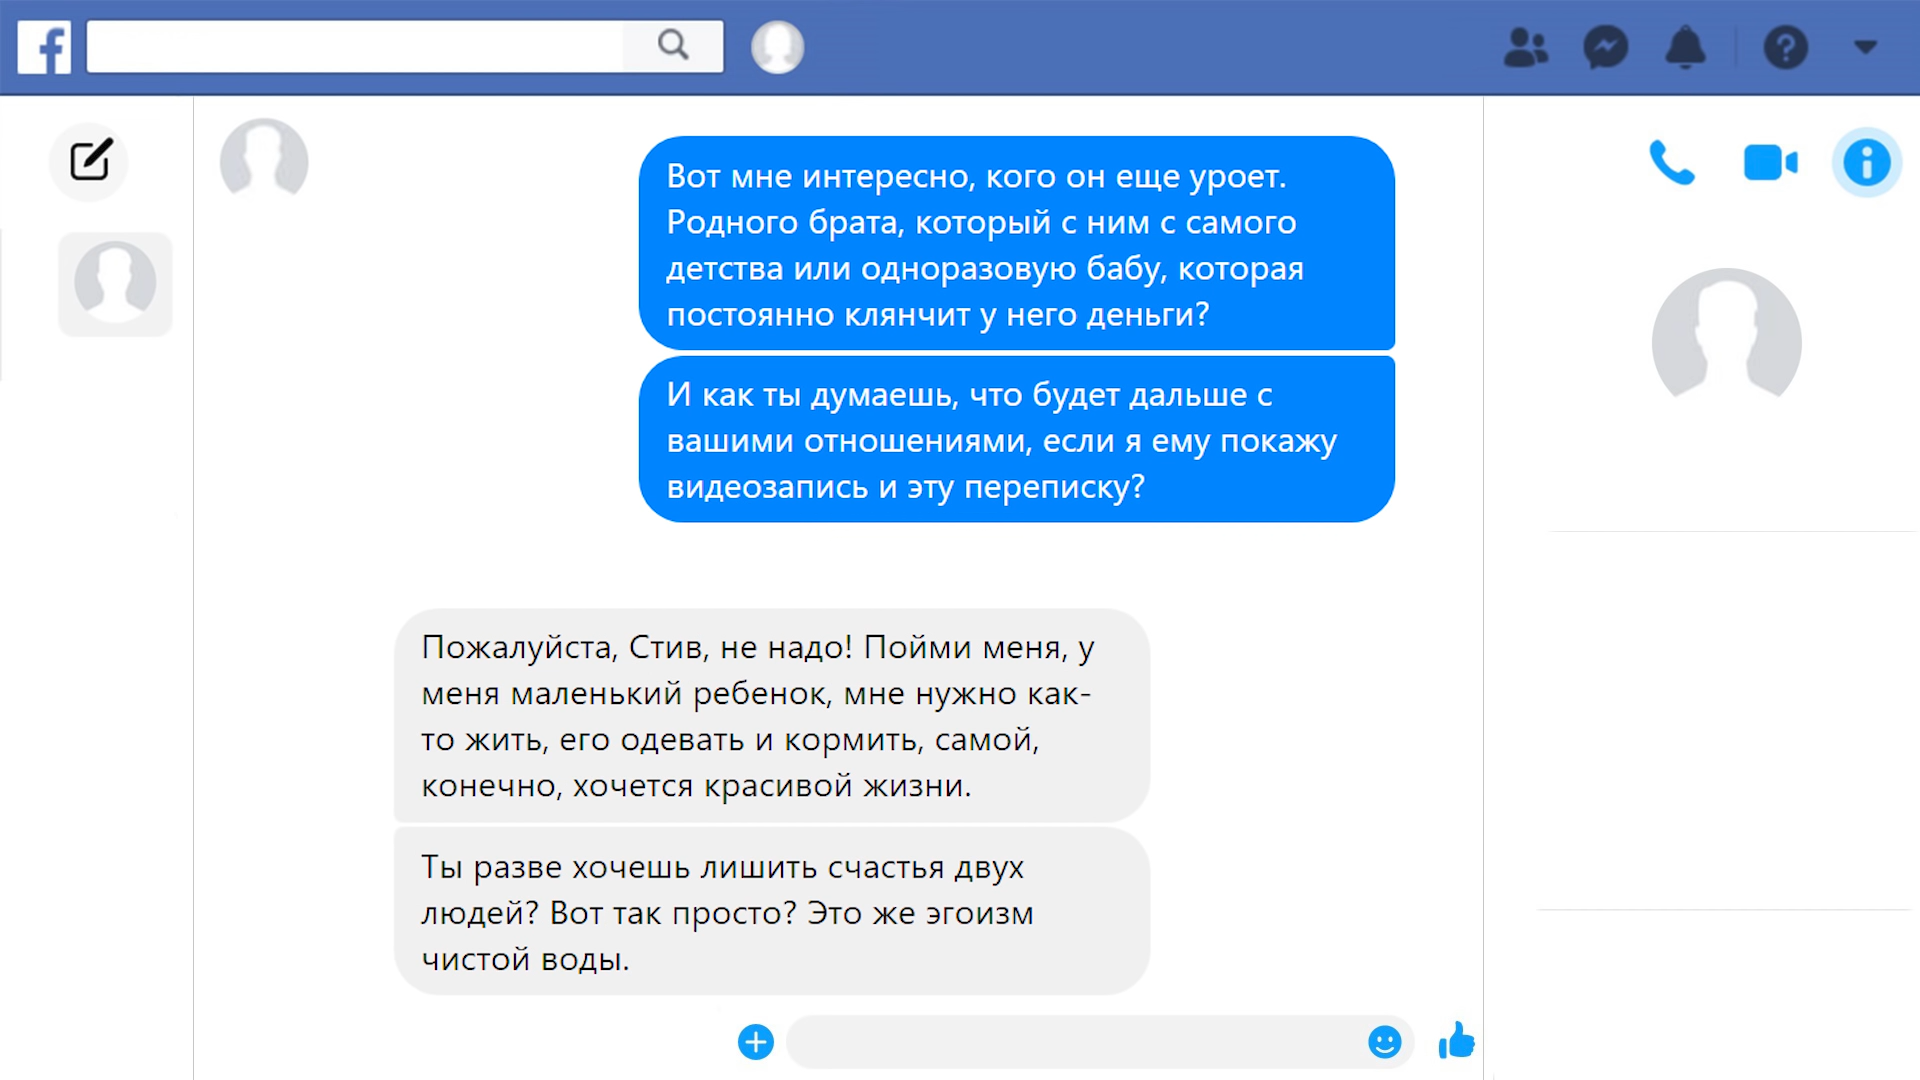 f
Вот мне интересно, кого он еще уроет.
Родного брата, который с ним с самого
детства или одноразовую бабу, которая
постоянно клянчит у него деньги?
И как ты думаешь, что будет дальше с
вашими отношениями, если я ему покажу
видеозапись и эту переписку?
Пожалуйста, Стив, не надо! Пойми меня, у
меня маленький ребенок, мне нужно как-
то жить, его одевать и кормить, самой,
конечно, хочется красивой жизни.
Ты разве хочешь лишить счастья двух
людей? Вот так просто? Это же эгоизм
чистой воды.